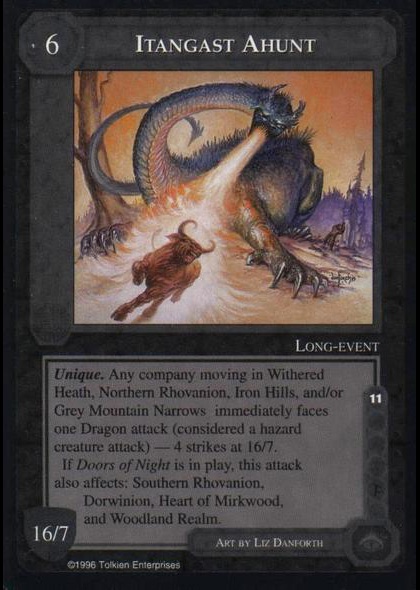 6
ITANGAST AHUNT
LONG-EVENT
Unique. Any company moving in Withered
Heath, Northern Rhovanion, Iron Hills, and/or
Grey Mountain Narrows immediately faces
one Dragon attack (considered a hazard
creature attack) — 4 strikes at 16/7.
If Doors of Night is in play, this attack
also affects: Southern Rhovanion,
Dorwinion, Heart of Mirkwood,
and Woodland Realm.
11
16/7
ART BY LIZ DANFORTH
©1996 Tolkien Enterprises